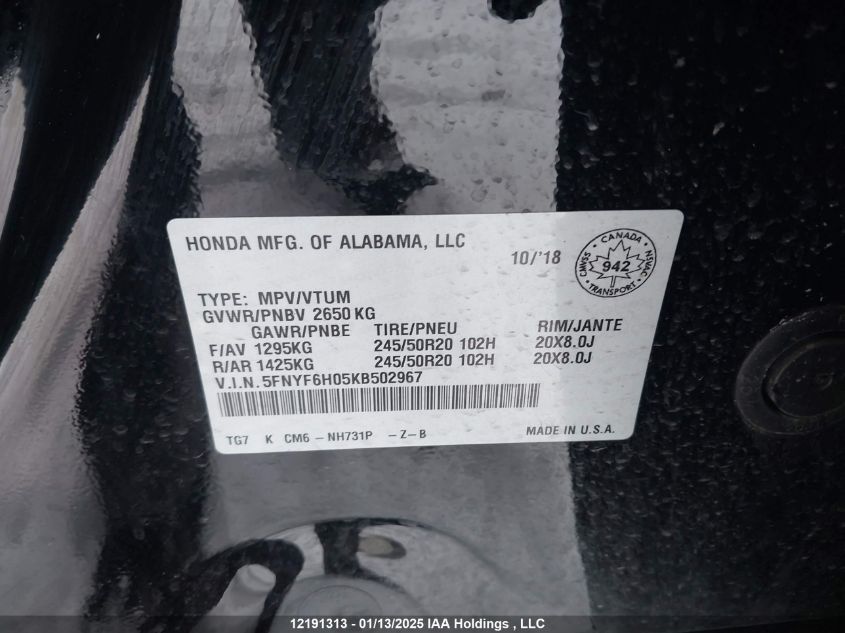 HONDA MFG. OF ALABAMA, LLC
10/'18
CANADA
CMVSS 942 NSVAC
TRANSPORT
TYPE: MPV/VTUM
GVWR/PNBV 2650 KG
GAWR/PNBE TIRE/PNEU RIM/JANTE
F/AV 1295KG 245/50R20 102H 20X8.0J
R/AR 1425KG 245/50R20 102H 20X8.0J
V.I.N. 5FNYF6H05KB502967
TG7 K CM6 – NH731P – Z – B MADE IN U.S.A.
12191313 - 01/13/2025 IAA Holdings , LLC